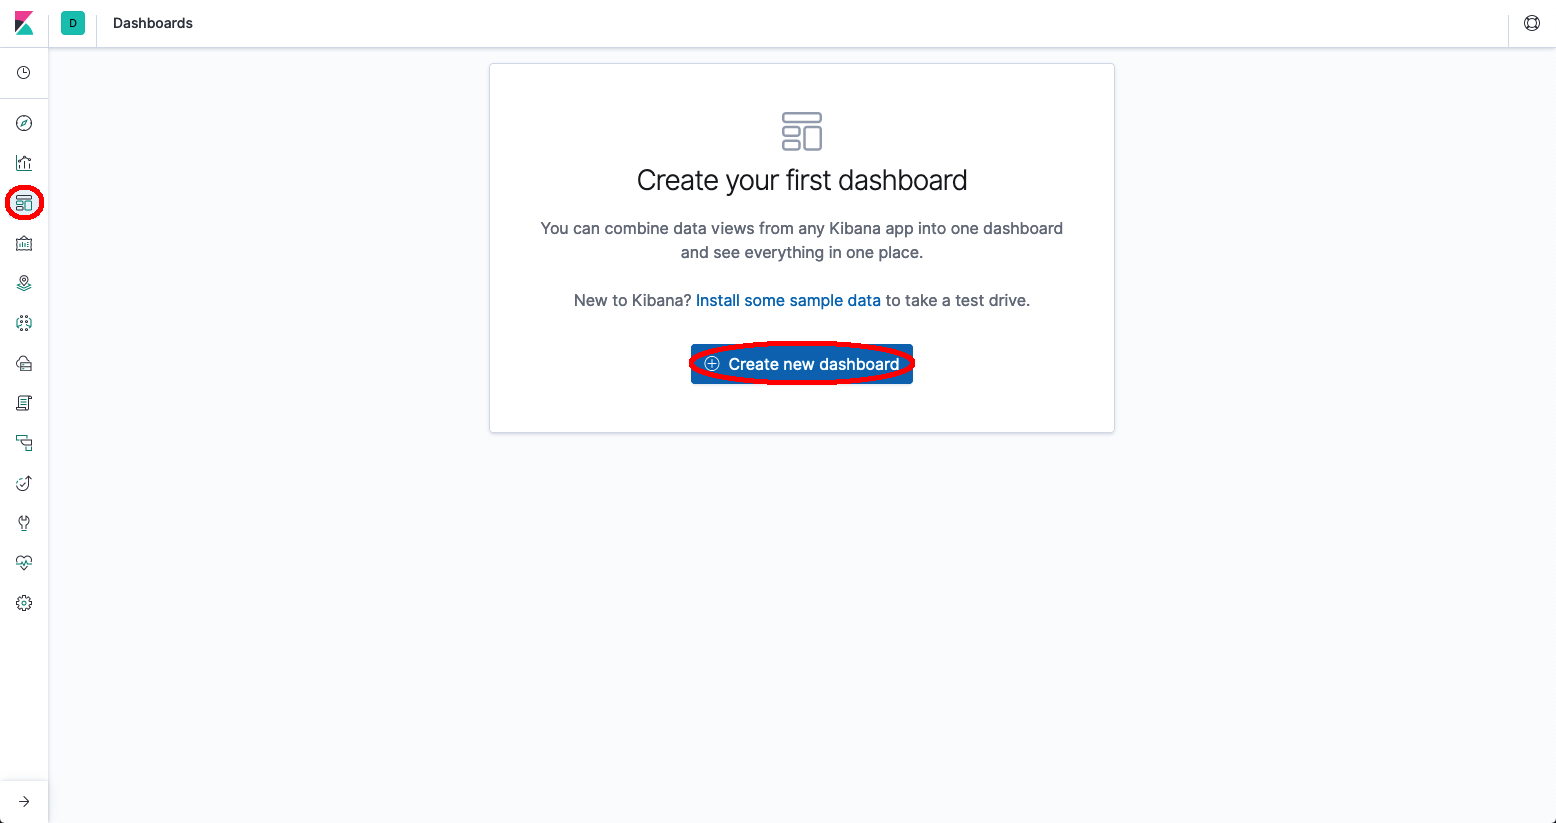 D
Dashboards
Create your first dashboard
You can combine data views from any Kibana app into one dashboard
and see everything in one place.
New to Kibana? Install some sample data to take a test drive.
Create new dashboard